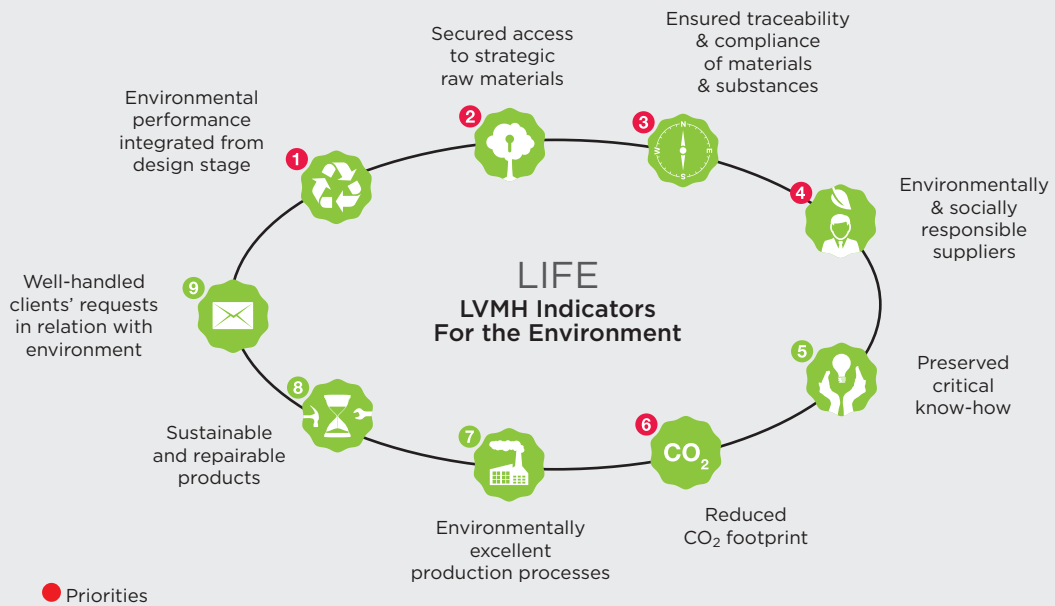 1
Environmental
performance
integrated from
design stage
2
Secured access
to strategic
raw materials
3
Ensured traceability
& compliance
of materials
& substances
N
E
S
W
4
Environmentally
& socially
responsible
suppliers
LIFE
LVMH Indicators
For the Environment
5
Preserved
critical
know-how
6
CO₂
Reduced
CO₂ footprint
7
Environmentally
excellent
production processes
8
Sustainable
and repairable
products
9
Well-handled
clients’ requests
in relation with
environment
Priorities